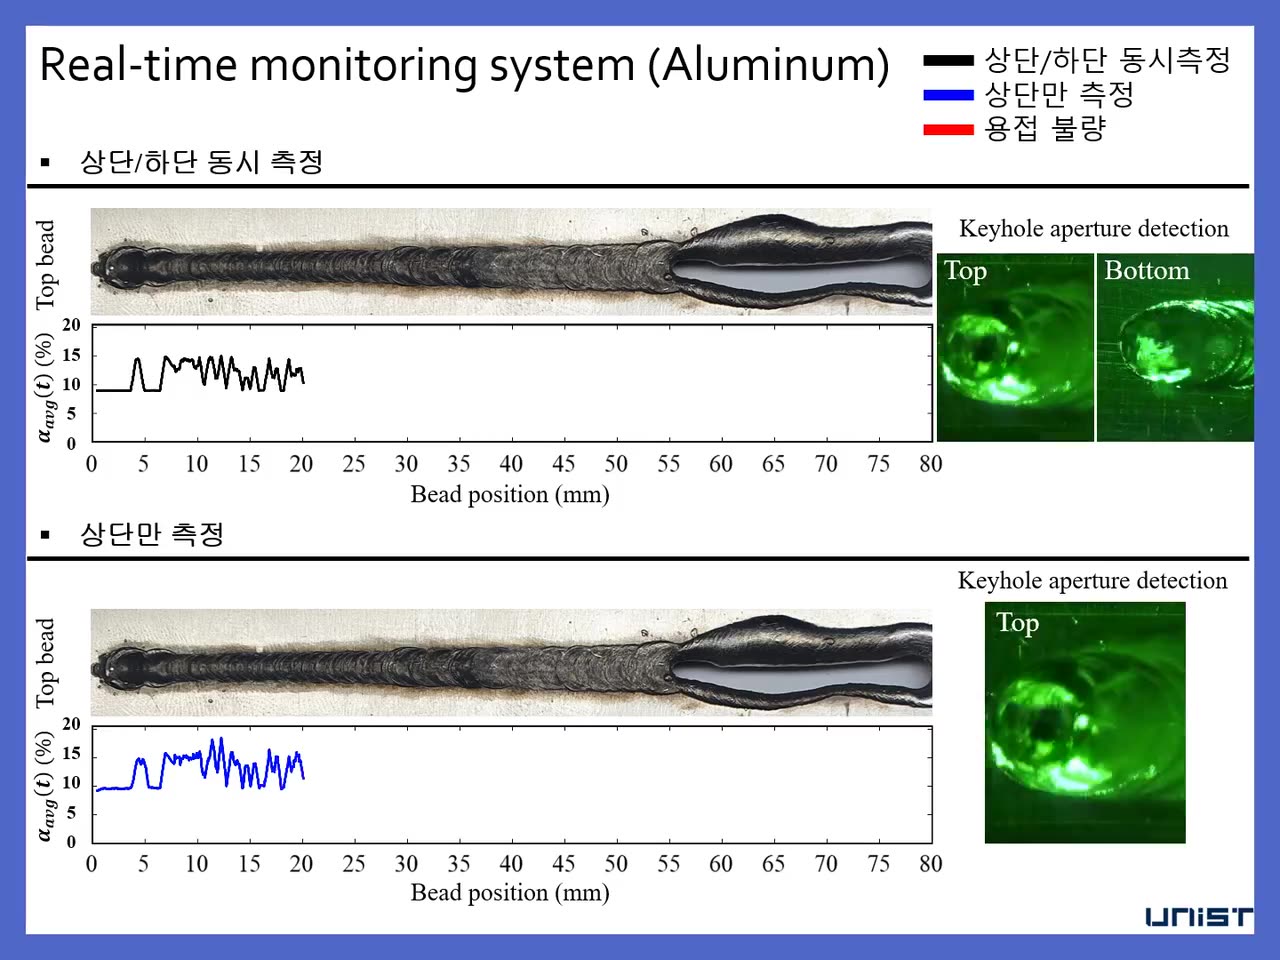 Real-time monitoring system (Aluminum)
상단/하단 동시측정
상단만 측정
용접 불량
▪ 상단/하단 동시 측정
Top bead
Keyhole aperture detection
Top
Bottom
α_avg(t) (%)
20
15
10
5
0
0 5 10 15 20 25 30 35 40 45 50 55 60 65 70 75 80
Bead position (mm)
▪ 상단만 측정
Keyhole aperture detection
Top bead
Top
α_avg(t) (%)
20
15
10
5
0
0 5 10 15 20 25 30 35 40 45 50 55 60 65 70 75 80
Bead position (mm)
UNIST